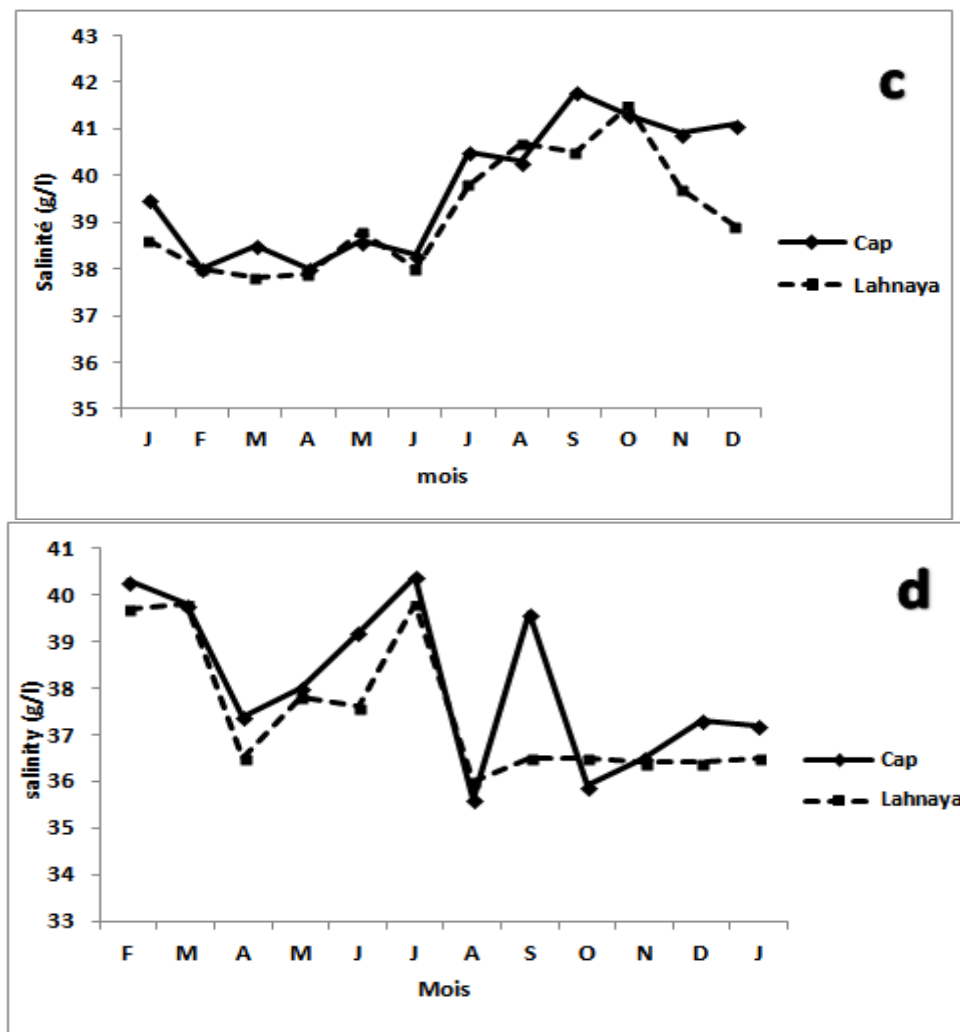 43
42
41
40
39
38
37
36
35
Salinité (g/l)
c
Cap
Lahnaya
J F M A M J J A S O N D
mois
41
40
39
38
37
36
35
34
33
salinity (g/l)
d
Cap
Lahnaya
F M A M J J A S O N D J
Mois